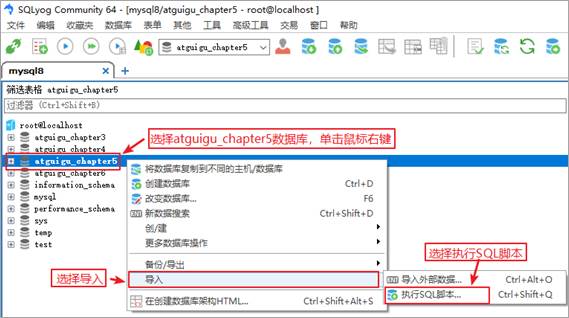 SQLyog Community 64 - [mysql8/atguigu_chapter5 - root@localhost ]
文件 编辑 收藏夹 数据库 表单 其它 工具 高级工具 交易 窗口 帮助
atguigu_chapter5
mysql8 × +
筛选表格 atguigu_chapter5
过滤器 (Ctrl+Shift+B)
root@localhost
atguigu_chapter3
atguigu_chapter4
atguigu_chapter5
atguigu_chapter6
information_schema
mysql
performance_schema
sys
temp
test
选择atguigu_chapter5数据库，单击鼠标右键
将数据库复制到不同的主机/数据库
创建数据库 Ctrl+D
改变数据库... F6
新数据搜索 Ctrl+Shift+D
创/建
更多数据库操作
备份/导出
导入
在创建数据库架构HTML... Ctrl+Shift+Alt+S
选择导入
选择执行SQL脚本
导入外部数据... Ctrl+Alt+O
执行SQL脚本... Ctrl+Shift+Q